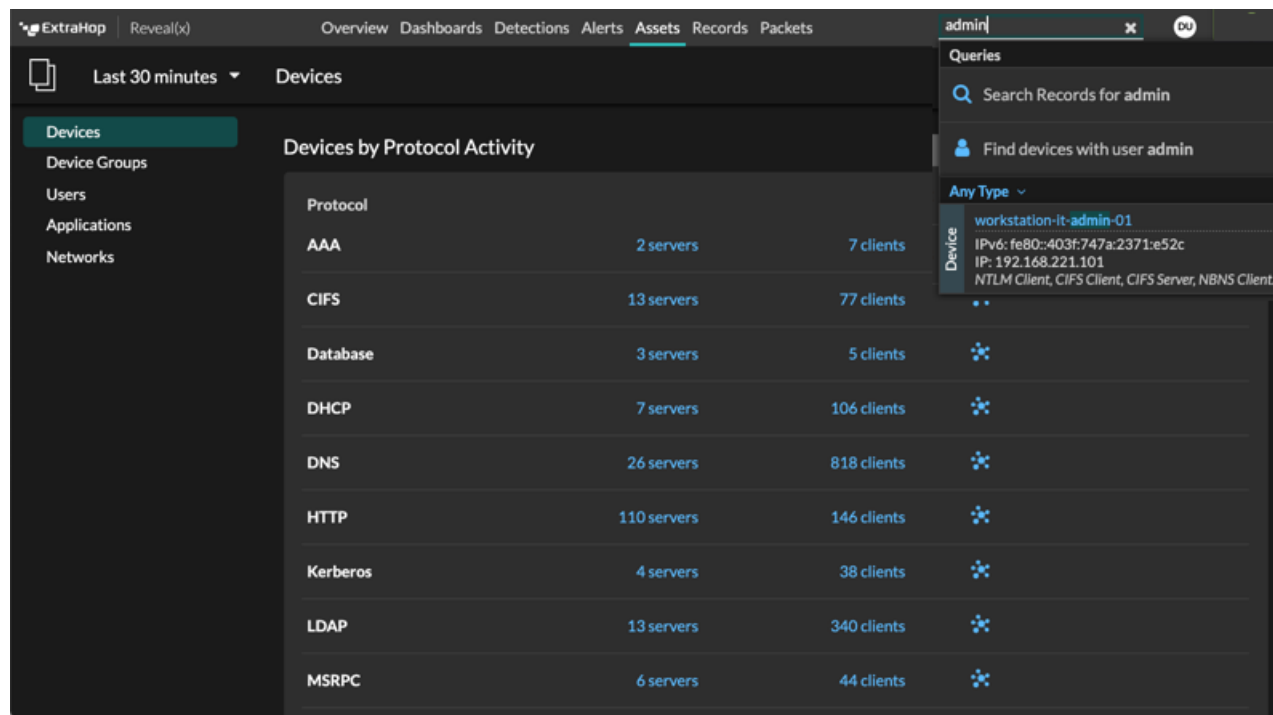 ExtraHop Reveal(x) Overview Dashboards Detections Alerts Assets Records Packets admin DU
Last 30 minutes Devices
Queries
Search Records for admin
Find devices with user admin
Any Type
Device
workstation-it-admin-01
IPv6: fe80::403f:747a:2371:e52c
IP: 192.168.221.101
NTLM Client, CIFS Client, CIFS Server, NBNS Client
Devices
Device Groups
Users
Applications
Networks
Devices by Protocol Activity
Protocol
AAA 2 servers 7 clients
CIFS 13 servers 77 clients
Database 3 servers 5 clients
DHCP 7 servers 106 clients
DNS 26 servers 818 clients
HTTP 110 servers 146 clients
Kerberos 4 servers 38 clients
LDAP 13 servers 340 clients
MSRPC 6 servers 44 clients